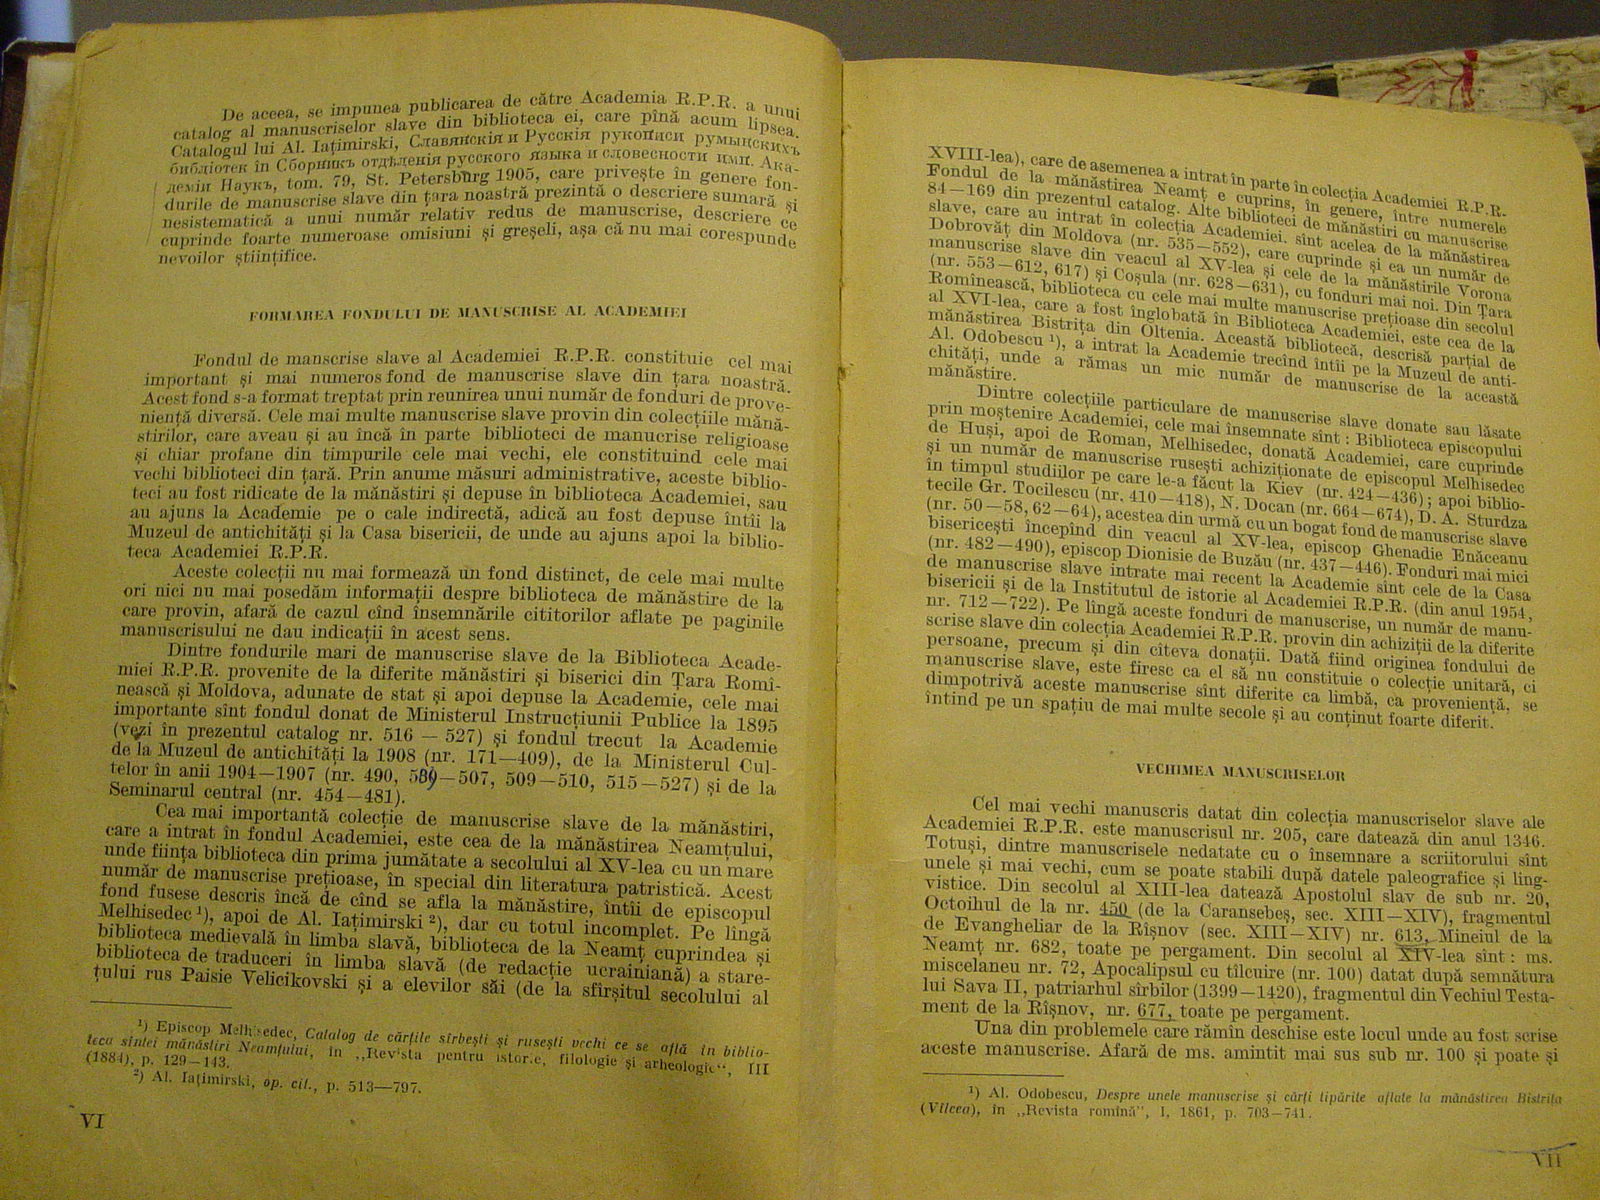 De aceea, se impunea publicarea de către Academia R.P.R. a unui
catalog al manuscriselor slave din biblioteca ei, care pînă acum lipsea.
Catalogul lui Al. Iaţimirski, Славянскія и Русскія рукописи румынскихъ
библіотек în Сборникъ отдѣленія русского языка и словесности имп. Ака-
деміи Наукъ, tom. 79, St. Petersburg 1905, care priveşte în genere fon-
durile de manuscrise slave din ţara noastră prezintă o descriere sumară şi
nesistematică a unui număr relativ redus de manuscrise, descriere ce
cuprinde foarte numeroase omisiuni şi greşeli, aşa că nu mai corespunde
nevoilor ştiinţifice.
FORMAREA FONDULUI DE MANUSCRISE AL ACADEMIEI
Fondul de manscrise slave al Academiei R.P.R. constituie cel mai
important şi mai numeros fond de manuscrise slave din ţara noastră.
Acest fond s-a format treptat prin reunirea unui număr de fonduri de prove-
nienţă diversă. Cele mai multe manuscrise slave provin din colecţiile mănă-
stirilor, care aveau şi au încă în parte biblioteci de manucrise religioase
şi chiar profane din timpurile cele mai vechi, ele constituind cele mai
vechi biblioteci din ţară. Prin anume măsuri administrative, aceste biblio-
teci au fost ridicate de la mănăstiri şi depuse în biblioteca Academiei, sau
au ajuns la Academie pe o cale indirectă, adică au fost depuse întîi la
Muzeul de antichităţi şi la Casa bisericii, de unde au ajuns apoi la biblio-
teca Academiei R.P.R.
Aceste colecţii nu mai formează un fond distinct, de cele mai multe
ori nici nu mai posedăm informaţii despre biblioteca de mănăstire de la
care provin, afară de cazul cînd însemnările cititorilor aflate pe paginile
manuscrisului ne dau indicaţii în acest sens.
Dintre fondurile mari de manuscrise slave de la Biblioteca Acade-
miei R.P.R. provenite de la diferite mănăstiri şi biserici din Ţara Romî-
nească şi Moldova, adunate de stat şi apoi depuse la Academie, cele mai
importante sînt fondul donat de Ministerul Instrucţiunii Publice la 1895
(vezi în prezentul catalog nr. 516 — 527) şi fondul trecut la Academie
de la Muzeul de antichităţi la 1908 (nr. 171—409), de la Ministerul Cul-
telor în anii 1904—1907 (nr. 490, 509—507, 509—510, 515—527) şi de la
Seminarul central (nr. 454—481).
Cea mai importantă colecţie de manuscrise slave de la mănăstiri,
care a intrat în fondul Academiei, este cea de la mănăstirea Neamţului,
unde fiinţa biblioteca din prima jumătate a secolului al XV-lea cu un mare
număr de manuscrise preţioase, în special din literatura patristică. Acest
fond fusese descris încă de cînd se afla la mănăstire, întîi de episcopul
Melhisedec ¹), apoi de Al. Iaţimirski ²), dar cu totul incomplet. Pe lîngă
biblioteca medievală în limba slavă, biblioteca de la Neamţ cuprindea şi
biblioteca de traduceri în limba slavă (de redacţie ucrainiană) a stare-
ţului rus Paisie Velicikovski şi a elevilor săi (de la sfîrşitul secolului al
¹) Episcop Melhisedec, Catalog de cărţile sîrbeşti şi ruseşti vechi ce se află în biblio-
teca sintei mănăstiri Neamţului, în „Revista pentru istorie, filologie şi arheologie“, III
(1884), p. 129—143.
²) Al. Iaţimirski, op. cit., p. 513—797.
VI
XVIII-lea), care de asemenea a intrat în parte în colecţia Academiei R.P.R.
Fondul de la mănăstirea Neamţ e cuprins, în genere, între numerele
84—169 din prezentul catalog. Alte biblioteci de mănăstiri cu manuscrise
slave, care au intrat în colecţia Academiei. sînt acelea de la mănăstirea
Dobrovăţ din Moldova (nr. 535—552), care cuprinde şi ea un număr de
manuscrise slave din veacul al XV-lea şi cele de la mănăstirile Vorona
(nr. 553—612, 617) şi Coşula (nr. 628—631), cu fonduri mai noi. Din Ţara
Romînească, biblioteca cu cele mai multe manuscrise preţioase din secolul
al XVI-lea, care a fost înglobată în Biblioteca Academiei, este cea de la
mănăstirea Bistriţa din Oltenia. Această bibliotecă, descrisă parţial de
Al. Odobescu ¹), a intrat la Academie trecînd întîi pe la Muzeul de anti-
chităţi, unde a rămas un mic număr de manuscrise de la această
mănăstire.
Dintre colecţiile particulare de manuscrise slave donate sau lăsate
prin moştenire Academiei, cele mai însemnate sînt : Biblioteca episcopului
de Huşi, apoi de Roman, Melhisedec, donată Academiei, care cuprinde
şi un număr de manuscrise ruseşti achiziţionate de episcopul Melhisedec
în timpul studiilor pe care le-a făcut la Kiev (nr. 424—436) ; apoi biblio-
tecile Gr. Tocilescu (nr. 410—418), N. Docan (nr. 664—674), D. A. Sturdza
(nr. 50—58, 62—64), acestea din urmă cu un bogat fond de manuscrise slave
bisericeşti începînd din veacul al XV-lea, episcop Ghenadie Enăceanu
(nr. 482—490), episcop Dionisie de Buzău (nr. 437—446). Fonduri mai mici
de manuscrise slave intrate mai recent la Academie sînt cele de la Casa
bisericii şi de la Institutul de istorie al Academiei R.P.R. (din anul 1954,
nr. 712—722). Pe lîngă aceste fonduri de manuscrise, un număr de manu-
scrise slave din colecţia Academiei R.P.R. provin din achiziţii de la diferite
persoane, precum şi din cîteva donaţii. Dată fiind originea fondului de
manuscrise slave, este firesc ca el să nu constituie o colecţie unitară, ci
dimpotrivă aceste manuscrise sînt diferite ca limbă, ca provenienţă, se
întind pe un spaţiu de mai multe secole şi au conţinut foarte diferit.
VECHIMEA MANUSCRISELOR
Cel mai vechi manuscris datat din colecţia manuscriselor slave ale
Academiei R.P.R. este manuscrisul nr. 205, care datează din anul 1346.
Totuşi, dintre manuscrisele nedatate cu o însemnare a scriitorului sînt
unele şi mai vechi, cum se poate stabili după datele paleografice şi ling-
vistice. Din secolul al XIII-lea datează Apostolul slav de sub nr. 20,
Octoihul de la nr. 450 (de la Caransebeş, sec. XIII—XIV), fragmentul
de Evangheliar de la Rîşnov (sec. XIII—XIV) nr. 613, Mineiul de la
Neamţ nr. 682, toate pe pergament. Din secolul al XIV-lea sînt : ms.
miscelaneu nr. 72, Apocalipsul cu tîlcuire (nr. 100) datat după semnătura
lui Sava II, patriarhul sîrbilor (1399—1420), fragmentul din Vechiul Testa-
ment de la Rîşnov, nr. 677, toate pe pergament.
Una din problemele care rămîn deschise este locul unde au fost scrise
aceste manuscrise. Afară de ms. amintit mai sus sub nr. 100 şi poate şi
¹) Al. Odobescu, Despre unele manuscrise şi cărţi tipărite aflate la mănăstirea Bistriţa
(Vîlcea), în „Revista romînă”, I, 1861, p. 703—741.
VII